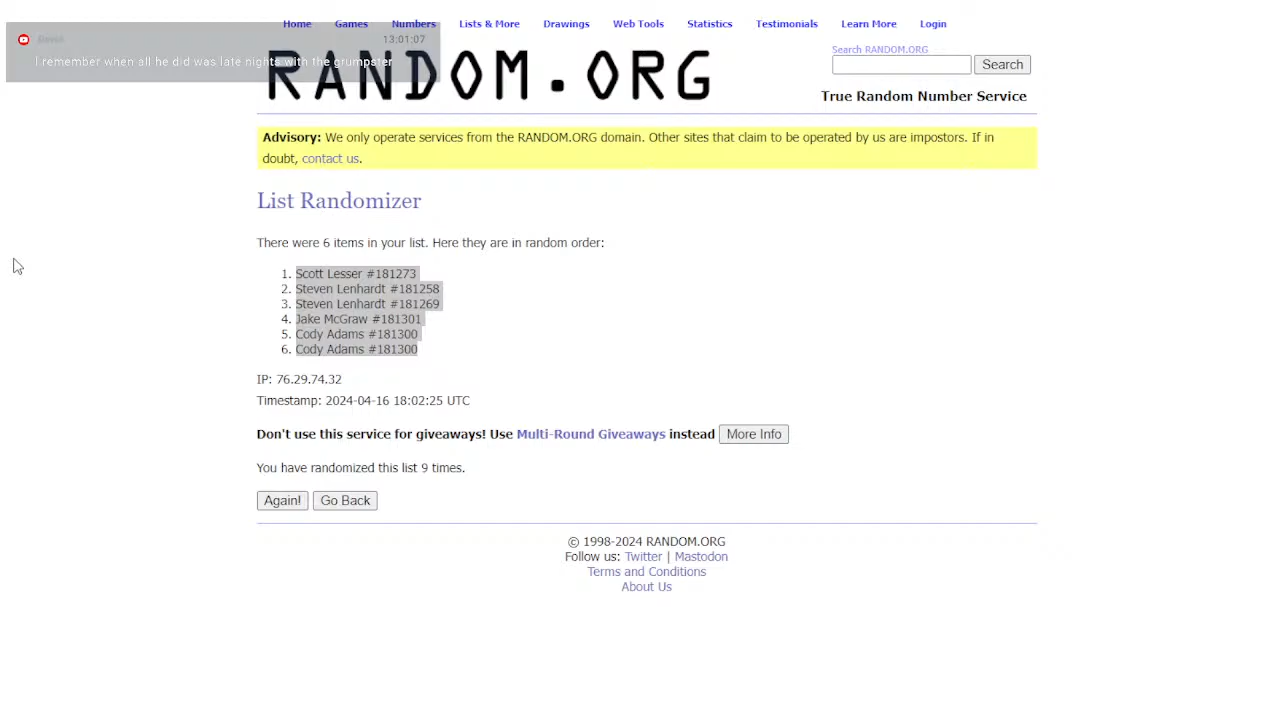 Home Games Numbers Lists & More Drawings Web Tools Statistics Testimonials Learn More Login
13:01:07
I remember when all he did was late nights with the grumpster
RANDOM.ORG
Search RANDOM.ORG
Search
True Random Number Service
Advisory: We only operate services from the RANDOM.ORG domain. Other sites that claim to be operated by us are impostors. If in
doubt, contact us.
List Randomizer
There were 6 items in your list. Here they are in random order:
1. Scott Lesser #181273
2. Steven Lenhardt #181258
3. Steven Lenhardt #181269
4. Jake McGraw #181301
5. Cody Adams #181300
6. Cody Adams #181300
IP: 76.29.74.32
Timestamp: 2024-04-16 18:02:25 UTC
Don't use this service for giveaways! Use Multi-Round Giveaways instead More Info
You have randomized this list 9 times.
Again! Go Back
© 1998-2024 RANDOM.ORG
Follow us: Twitter | Mastodon
Terms and Conditions
About Us